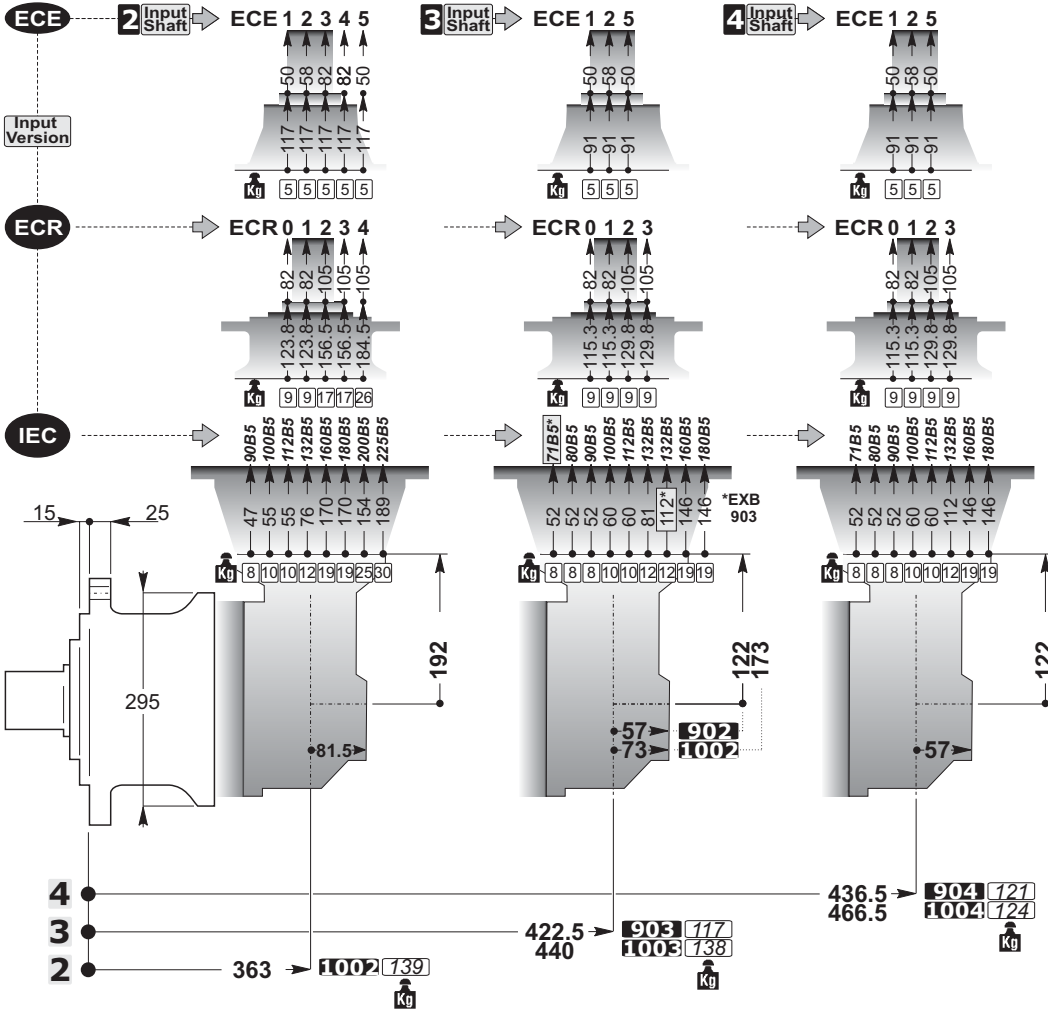 ECE 2 Input Shaft ECE 1 2 3 4 5 3 Input Shaft ECE 1 2 5 4 Input Shaft ECE 1 2 5
50 58 82 82 50 50 58 50 50 58 50
Input Version
117 117 117 117 117 91 91 91 91 91 91
Kg 5 5 5 5 5 Kg 5 5 5 Kg 5 5 5
ECR ECR 0 1 2 3 4 ECR 0 1 2 3 ECR 0 1 2 3
82 82 105 105 105 82 82 105 105 82 82 105 105
123.8 123.8 156.5 156.5 184.5 115.3 115.3 129.8 129.8 115.3 115.3 129.8 129.8
Kg 9 9 17 17 26 Kg 9 9 9 9 Kg 9 9 9 9
IEC 90B5 100B5 112B5 132B5 160B5 180B5 200B5 225B5 71B5* 80B5 90B5 100B5 112B5 132B5 132B5 160B5 180B5 71B5 80B5 90B5 100B5 112B5 132B5 160B5 180B5
47 55 55 76 170 170 154 189 52 52 52 60 60 81 112* 146 146 52 52 52 60 60 112 146 146
*EXB
903
15 25
Kg 8 10 10 12 19 19 25 30 Kg 8 8 8 10 10 12 12 19 19 Kg 8 8 8 10 10 12 19 19
192 122 173 122
295
57 902
81.5 73 1002 57
4 436.5 904 121
466.5 1004 124
Kg
3 422.5 903 117
440 1003 138
Kg
2 363 1002 139
Kg